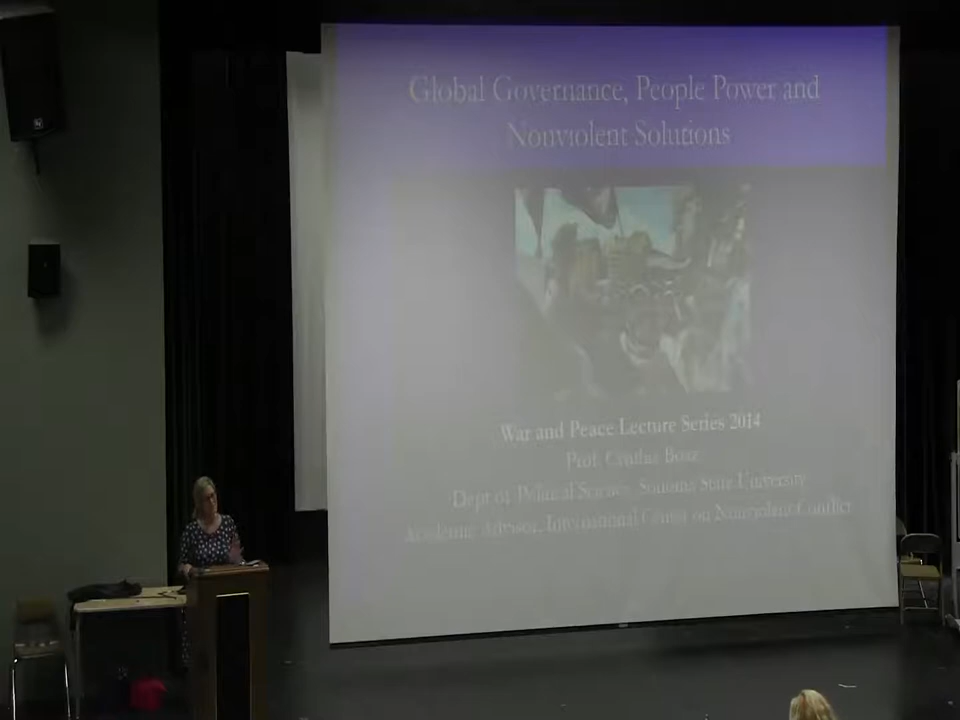 Global Governance, People Power and
Nonviolent Solutions
War and Peace Lecture Series 2014
Prof. Cynthia Boaz
Dept of Political Science, Sonoma State University
Academic Advisor, International Center on Nonviolent Conflict